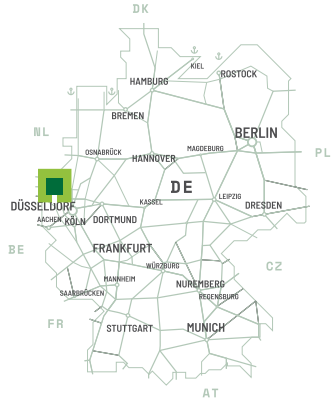 DK
KIEL
ROSTOCK
HAMBURG
BREMEN
NL
BERLIN
OSNABRÜCK
HANNOVER
MAGDEBURG
PL
DE
DÜSSELDORF
KASSEL
LEIPZIG
DRESDEN
AACHEN
KÖLN
DORTMUND
BE
FRANKFURT
WÜRZBURG
CZ
MANNHEIM
NUREMBERG
SAARBRÜCKEN
REGENSBURG
FR
STUTTGART
MUNICH
AT